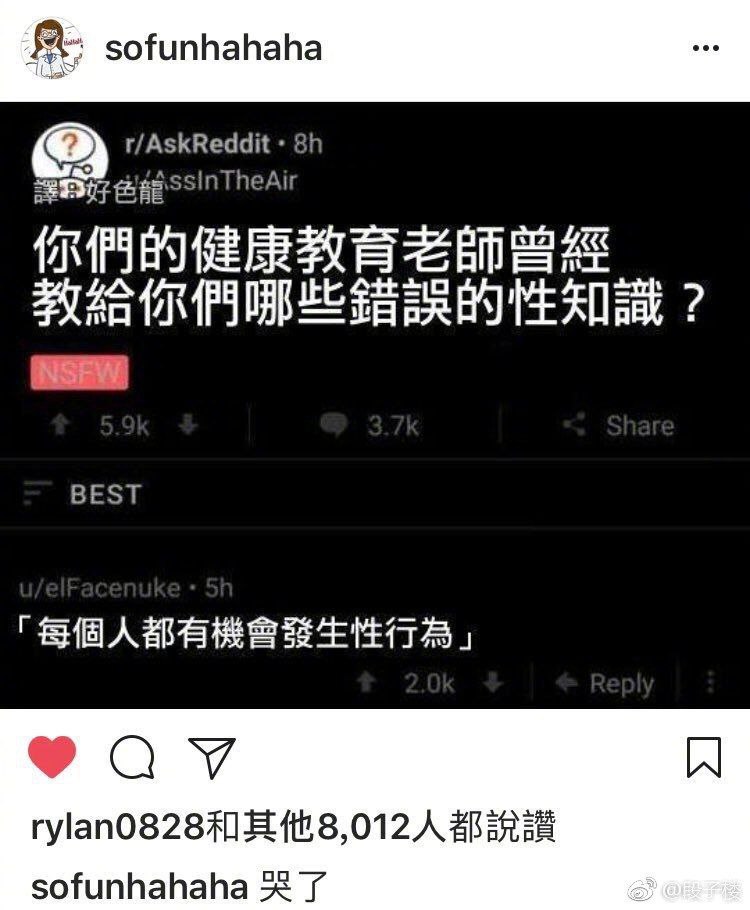 sofunhahaha
r/AskReddit • 8h
u/AssInTheAir
譯者 好色龍
你們的健康教育老師曾經
教給你們哪些錯誤的性知識？
NSFW
5.9k 3.7k Share
BEST
u/elFacenuke • 5h
「每個人都有機會發生性行為」
2.0k Reply
rylan0828和其他8,012人都說讚
sofunhahaha 哭了
@段子楼